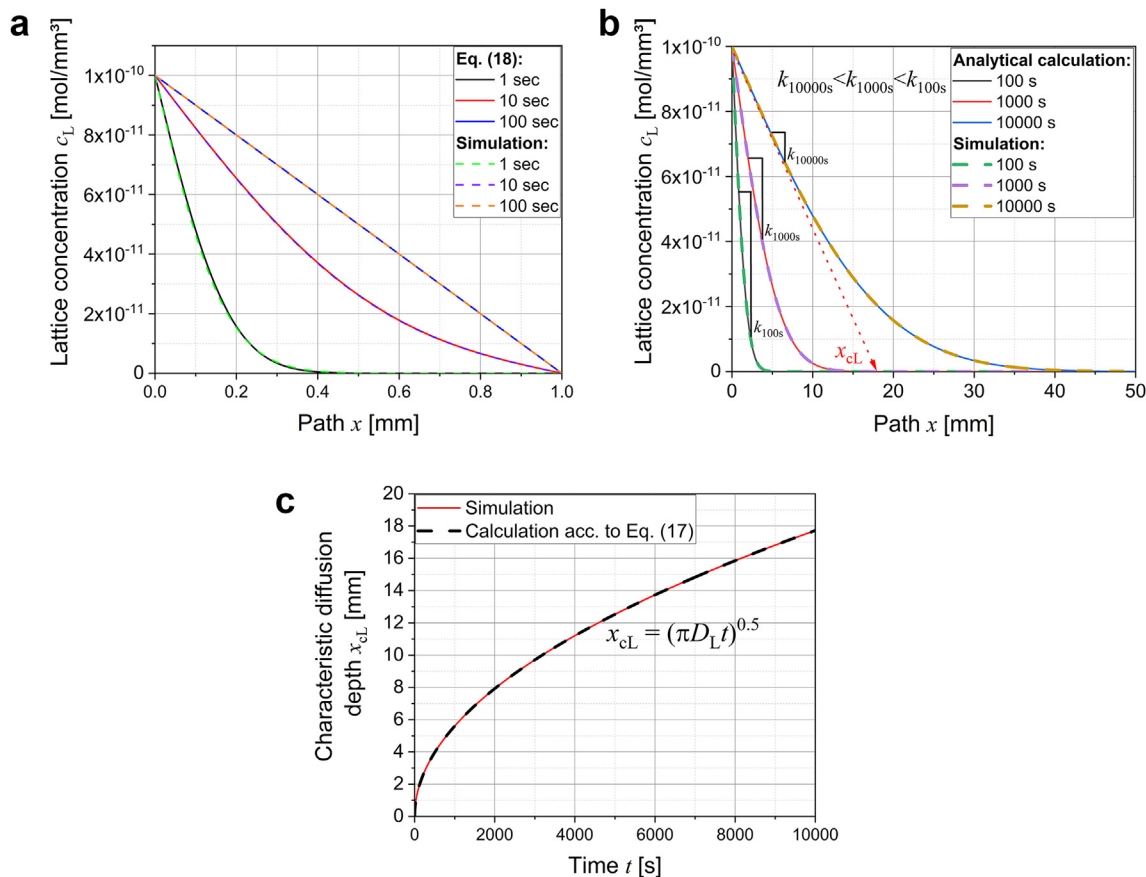 a
Lattice concentration cL [mol/mm³]
1x10-10
8x10-11
6x10-11
4x10-11
2x10-11
0
0.0 0.2 0.4 0.6 0.8 1.0
Path x [mm]
Eq. (18):
1 sec
10 sec
100 sec
Simulation:
1 sec
10 sec
100 sec
b
Lattice concentration cL [mol/mm³]
1x10-10
8x10-11
6x10-11
4x10-11
2x10-11
0
0 10 20 30 40 50
Path x [mm]
k10000s<k1000s<k100s
k10000s
k1000s
k100s
xcL
Analytical calculation:
100 s
1000 s
10000 s
Simulation:
100 s
1000 s
10000 s
c
Characteristic diffusion
depth xcL [mm]
20
18
16
14
12
10
8
6
4
2
0
0 2000 4000 6000 8000 10000
Time t [s]
Simulation
Calculation acc. to Eq. (17)
xcL = (πDLt)0.5